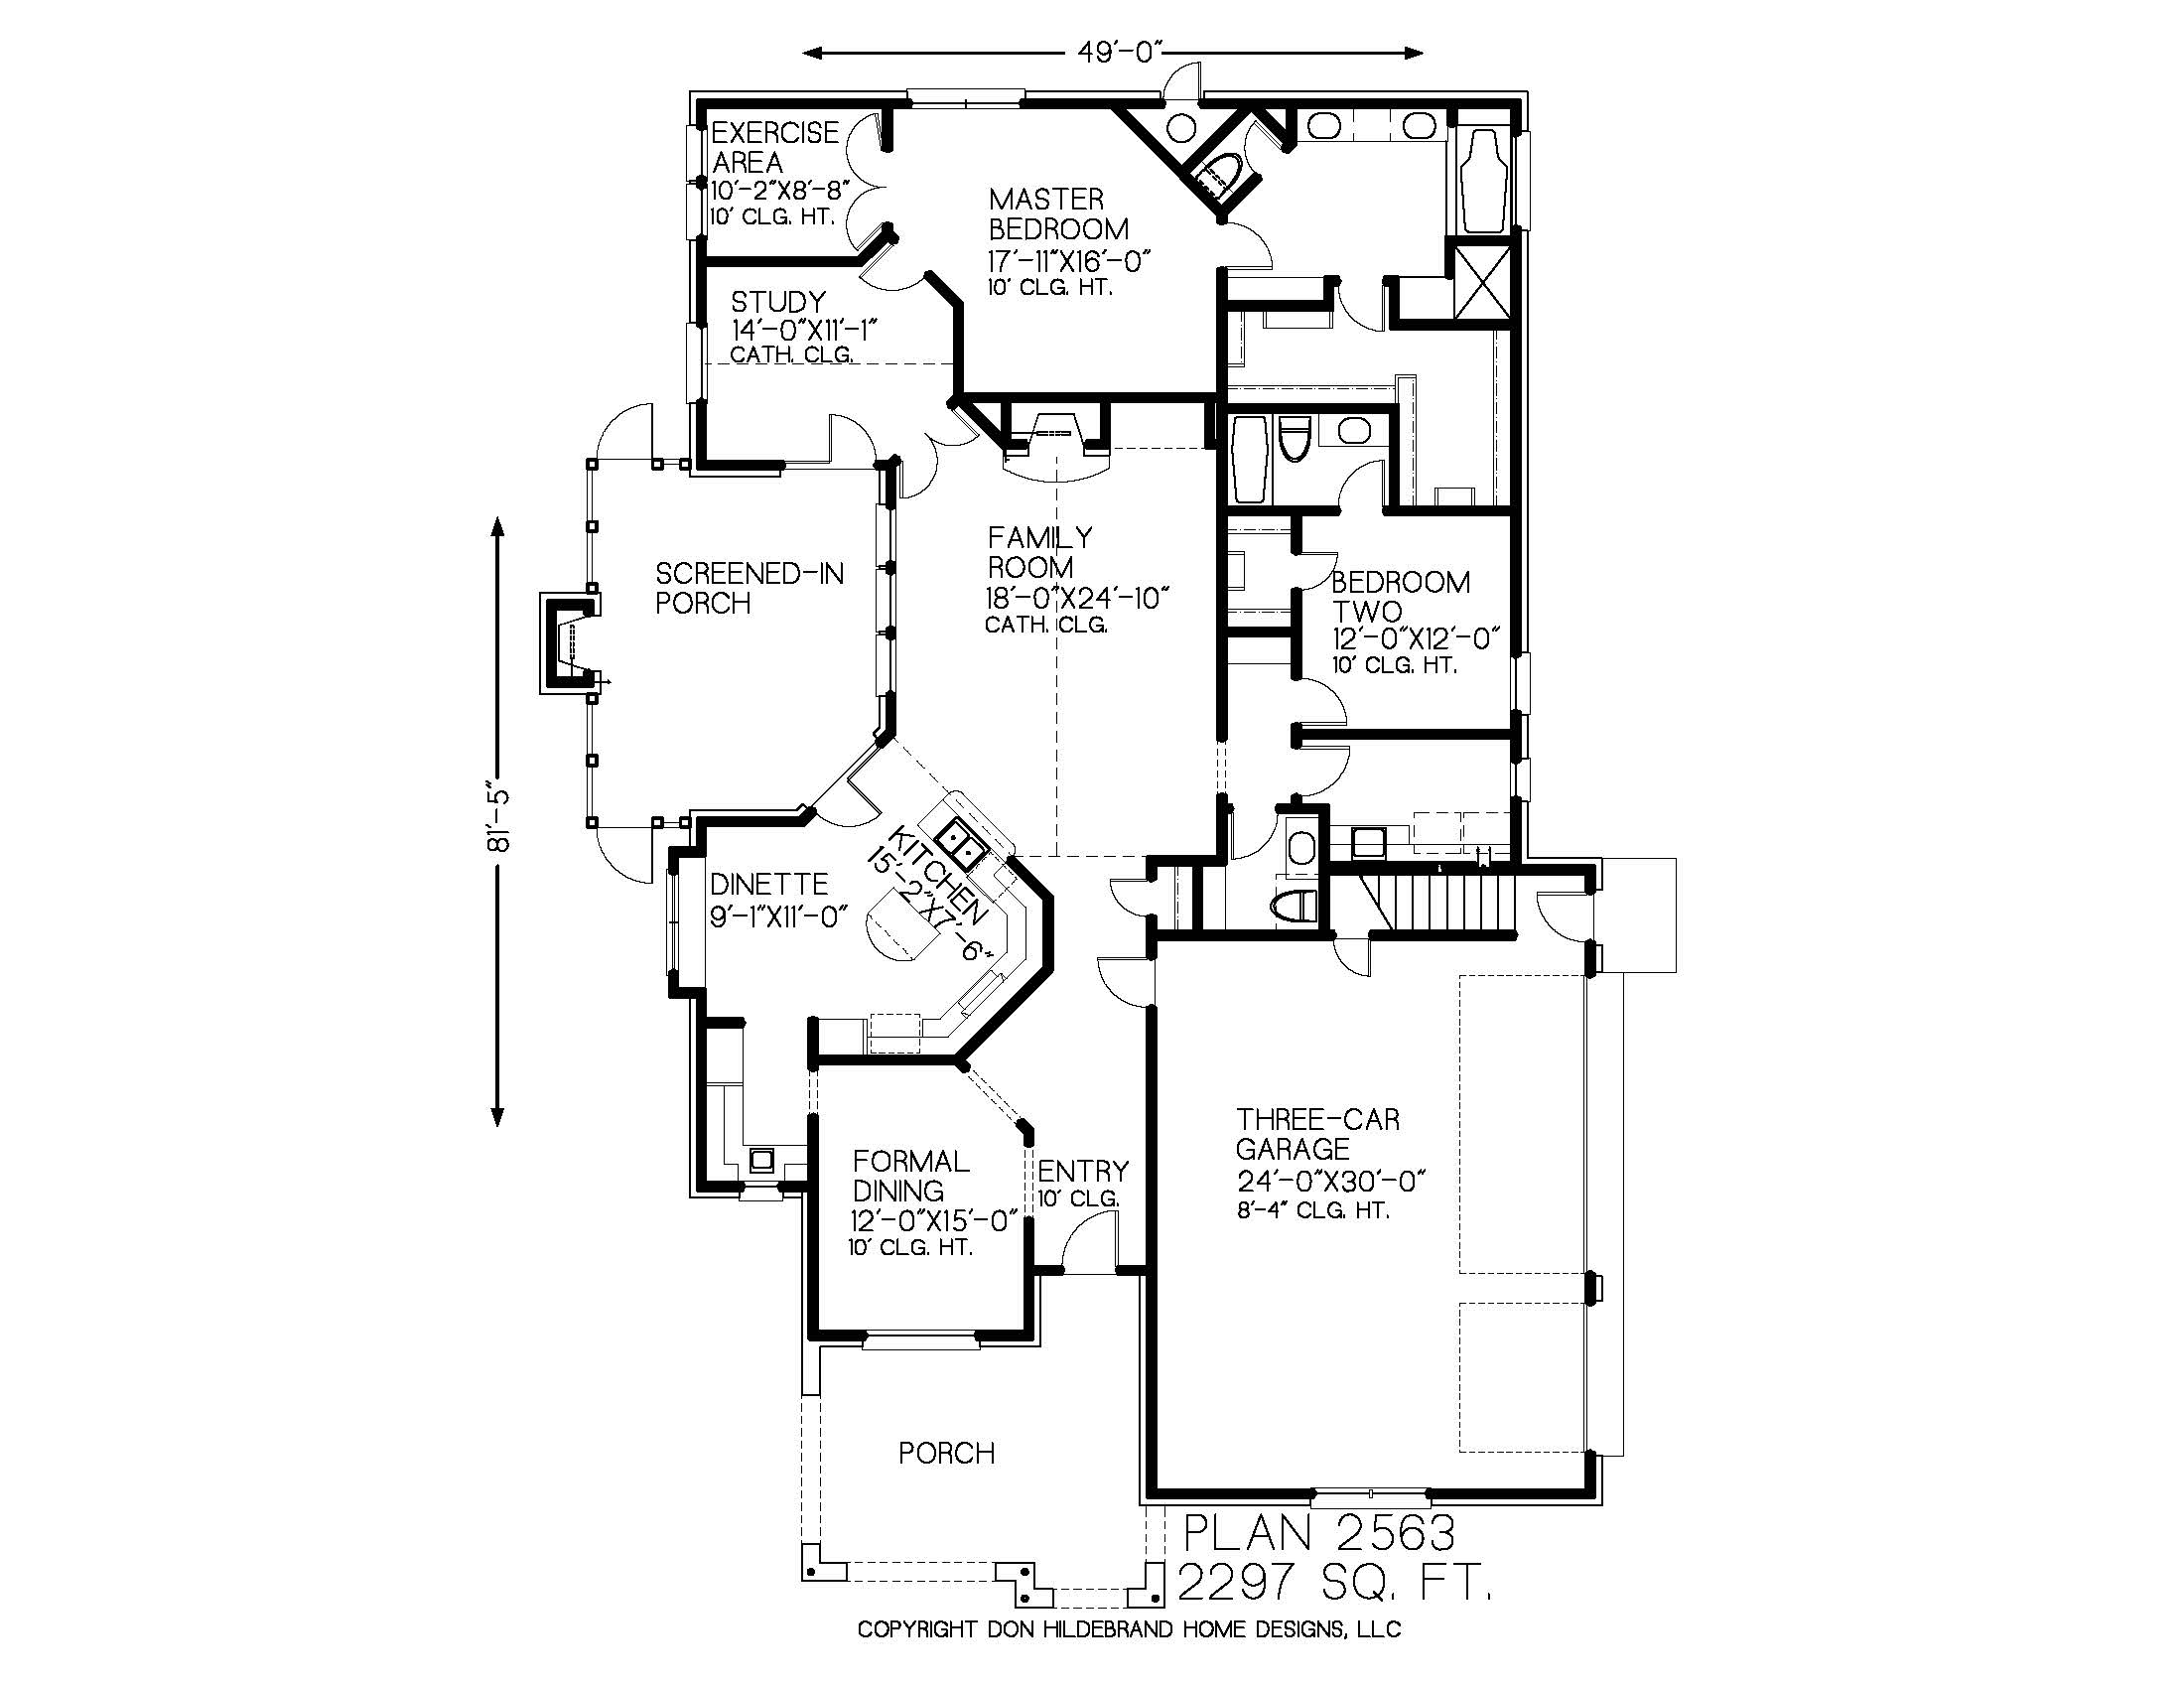 49'-0"
EXERCISE
AREA
10'-2"X8'-8"
10' CLG. HT.
MASTER
BEDROOM
17'-11"X16'-0"
10' CLG. HT.
STUDY
14'-0"X11'-1"
CATH. CLG.
SCREENED-IN
PORCH
FAMILY
ROOM
18'-0"X24'-10"
CATH. CLG.
BEDROOM
TWO
12'-0"X12'-0"
10' CLG. HT.
81'-5"
KITCHEN
15'-2"X7'-6"
DINETTE
9'-1"X11'-0"
FORMAL
DINING
12'-0"X15'-0"
10' CLG. HT.
ENTRY
10' CLG.
THREE-CAR
GARAGE
24'-0"X30'-0"
8'-4" CLG. HT.
PORCH
PLAN 2563
2297 SQ. FT.
COPYRIGHT DON HILDEBRAND HOME DESIGNS, LLC